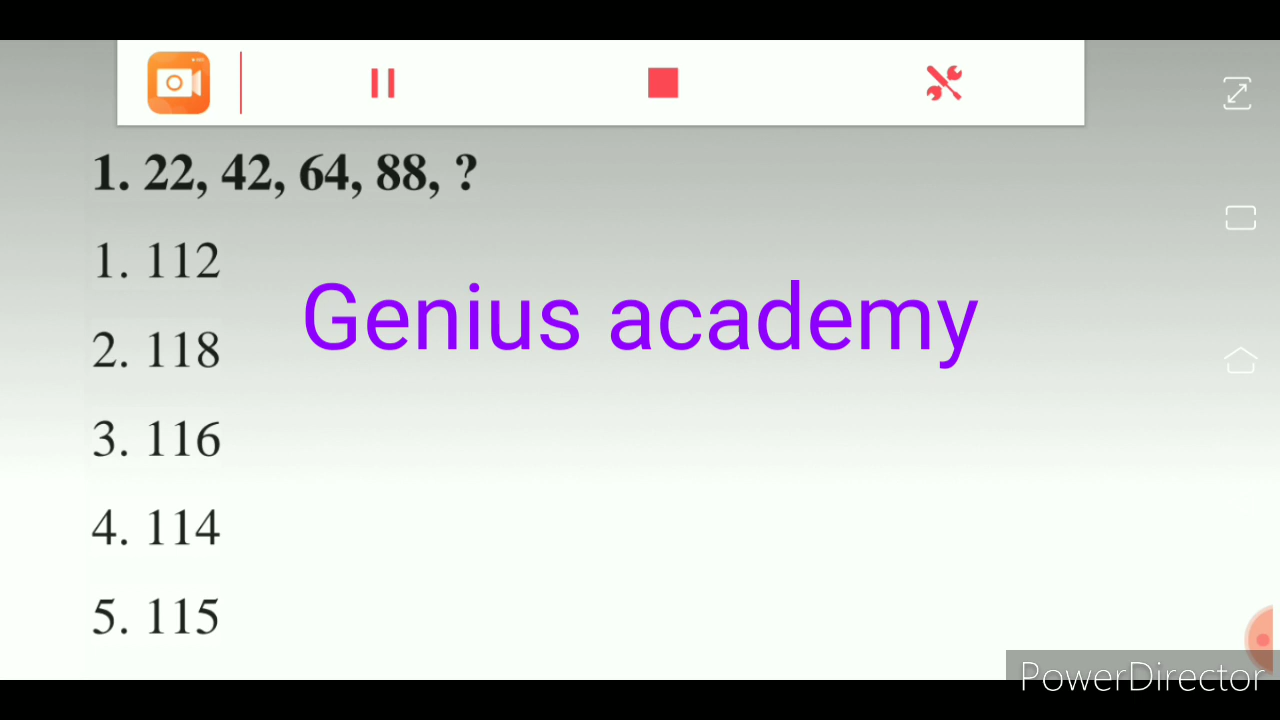 1. 22, 42, 64, 88, ?
1. 112
Genius academy
2. 118
3. 116
4. 114
5. 115
PowerDirector